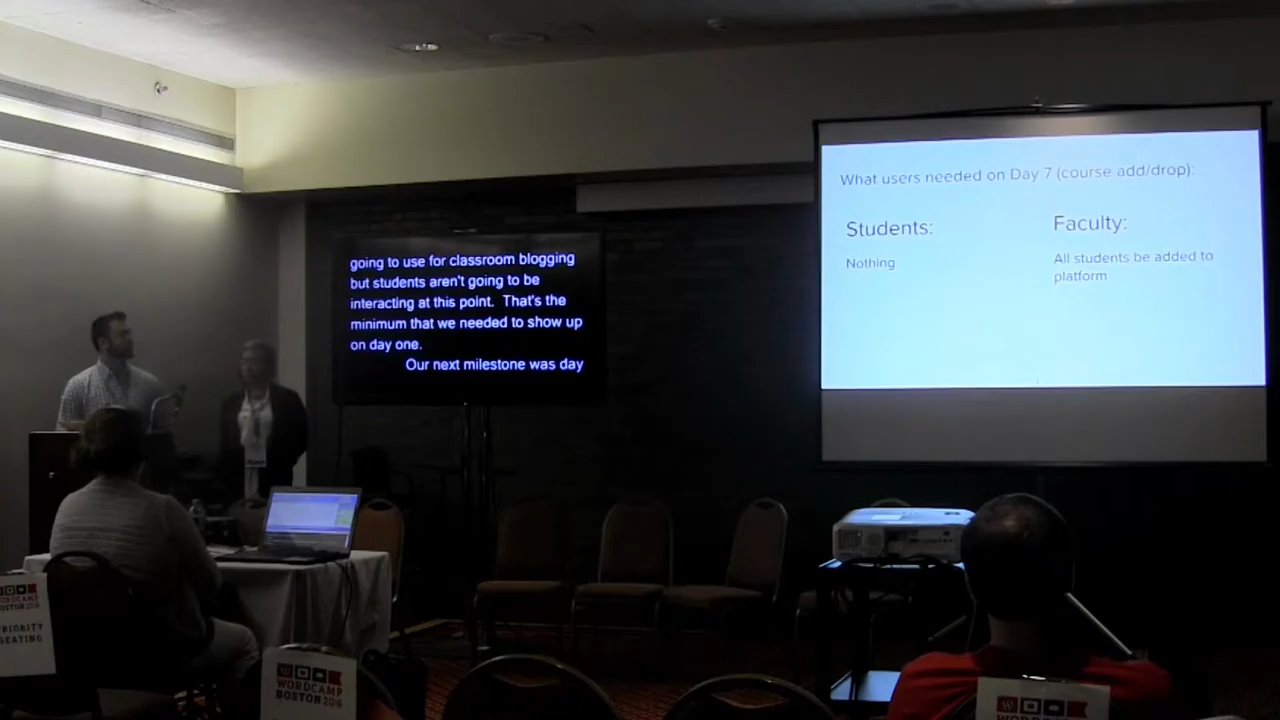 going to use for classroom blogging
but students aren't going to be
interacting at this point. That's the
minimum that we needed to show up
on day one.
Our next milestone was day
What users needed on Day 7 (course add/drop):
Students:
Nothing
Faculty:
All students be added to
platform
WORDCAMP
BOSTON 2016
PRIORITY
SEATING
WORDCAMP
BOSTON 2016
WORDCAMP